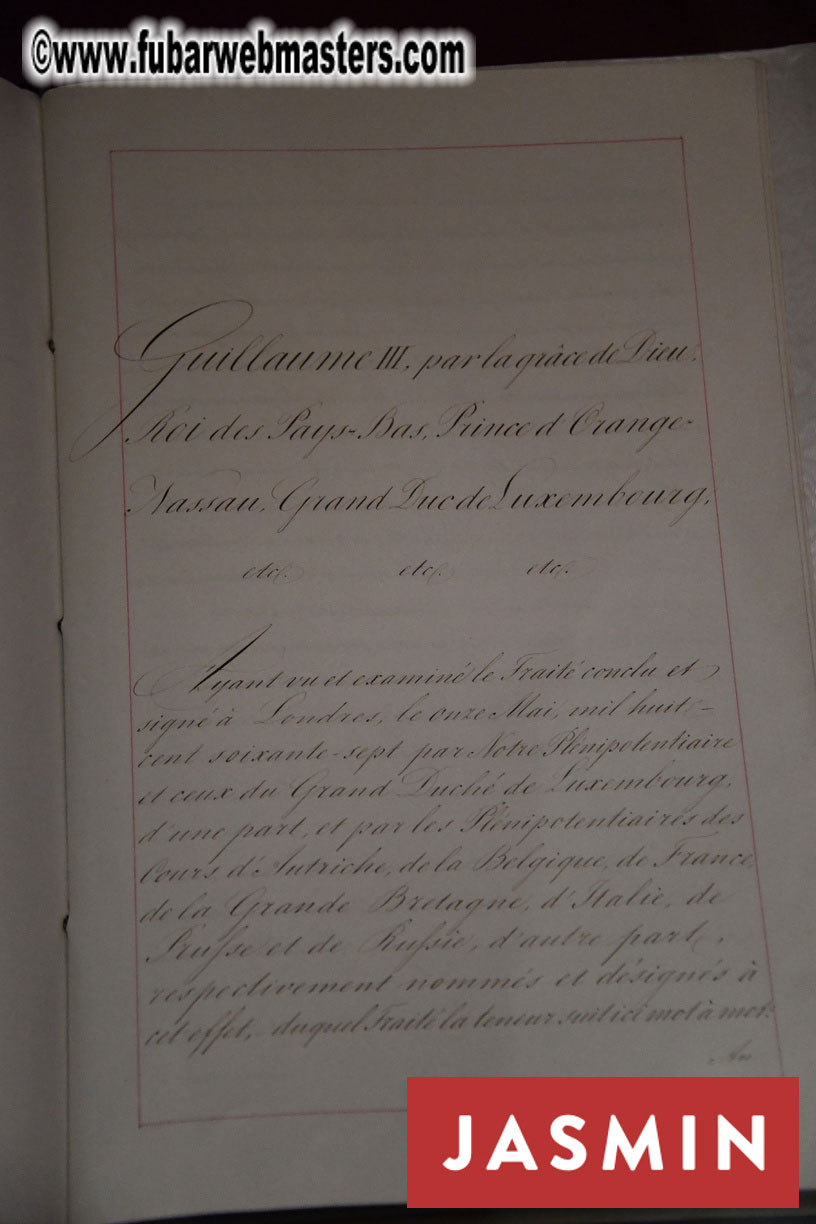 ©www.fubarwebmasters.com
Guillaume III, par la grâce de Dieu,
Roi des Pays-Bas, Prince d'Orange-
Nassau, Grand Duc de Luxembourg,
etc. etc. etc.
Ayant vu et examiné le Traité conclu et
signé à Londres, le onze Mai, mil huit-
cent soixante-sept par Notre Plénipotentiaire
et ceux du Grand Duché de Luxembourg,
d'une part, et par les Plénipotentiaires des
Cours d'Autriche, de la Belgique, de France,
de la Grande Bretagne, d'Italie, de
Prusse et de Russie, d'autre part,
respectivement nommés et désignés à
cet effet, duquel Traité la teneur suit ici mot à mot:
Au
JASMIN